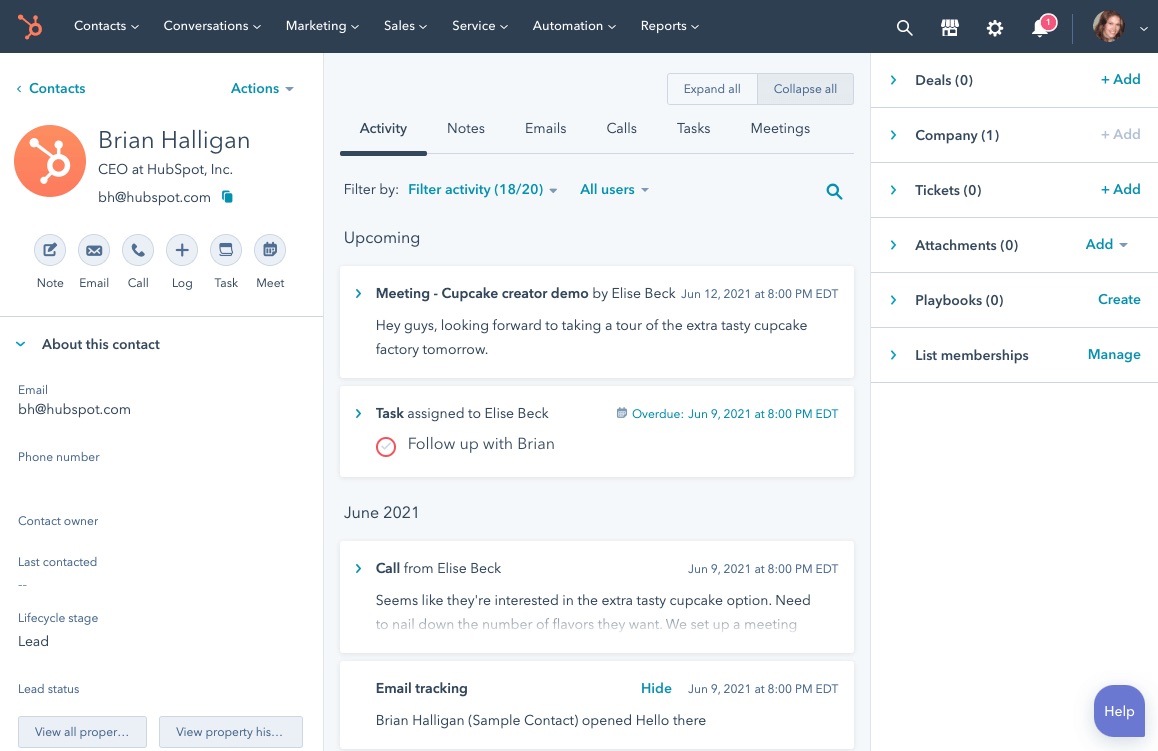 Contacts Conversations Marketing Sales Service Automation Reports 1
Contacts Actions
Brian Halligan
CEO at HubSpot, Inc.
bh@hubspot.com
Note Email Call Log Task Meet
About this contact
Email
bh@hubspot.com
Phone number
Contact owner
Last contacted
--
Lifecycle stage
Lead
Lead status
View all proper... View property his...
Expand all Collapse all
Activity Notes Emails Calls Tasks Meetings
Filter by: Filter activity (18/20) All users
Upcoming
Meeting - Cupcake creator demo by Elise Beck Jun 12, 2021 at 8:00 PM EDT
Hey guys, looking forward to taking a tour of the extra tasty cupcake
factory tomorrow.
Task assigned to Elise Beck Overdue: Jun 9, 2021 at 8:00 PM EDT
Follow up with Brian
June 2021
Call from Elise Beck Jun 9, 2021 at 8:00 PM EDT
Seems like they're interested in the extra tasty cupcake option. Need
to nail down the number of flavors they want. We set up a meeting
Email tracking Hide Jun 9, 2021 at 8:00 PM EDT
Brian Halligan (Sample Contact) opened Hello there
Deals (0) + Add
Company (1) + Add
Tickets (0) + Add
Attachments (0) Add
Playbooks (0) Create
List memberships Manage
Help